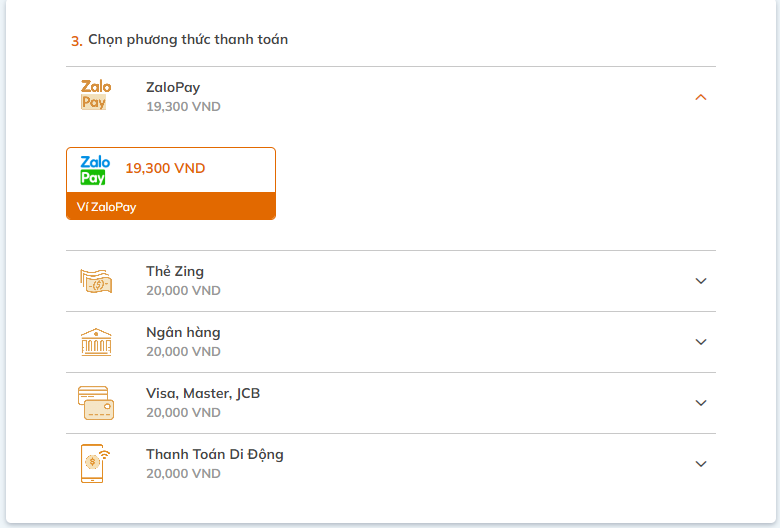 3. Chọn phương thức thanh toán
Zalo
Pay
ZaloPay
19,300 VND
Zalo
Pay
19,300 VND
Ví ZaloPay
Thẻ Zing
20,000 VND
Ngân hàng
20,000 VND
Visa, Master, JCB
20,000 VND
Thanh Toán Di Động
20,000 VND